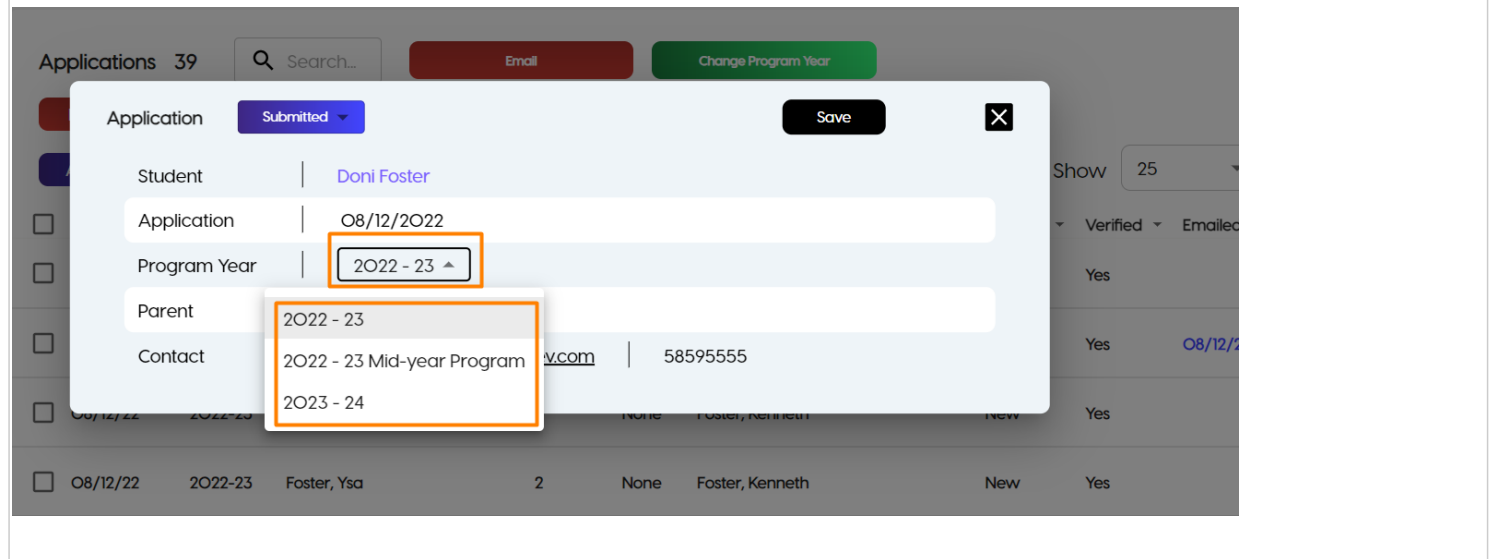 Applications 39 Search... Email Change Program Year
Application Submitted Save
Student Doni Foster Show 25
Application 08/12/2022 Verified Emailed
Program Year 2022 - 23 Yes
Parent
2022 - 23
Contact 2022 - 23 Mid-year Program v.com 58595555 Yes 08/12/2
2023 - 24
08/12/22 2022-23 None Foster, Kenneth New Yes
08/12/22 2022-23 Foster, Ysa 2 None Foster, Kenneth New Yes